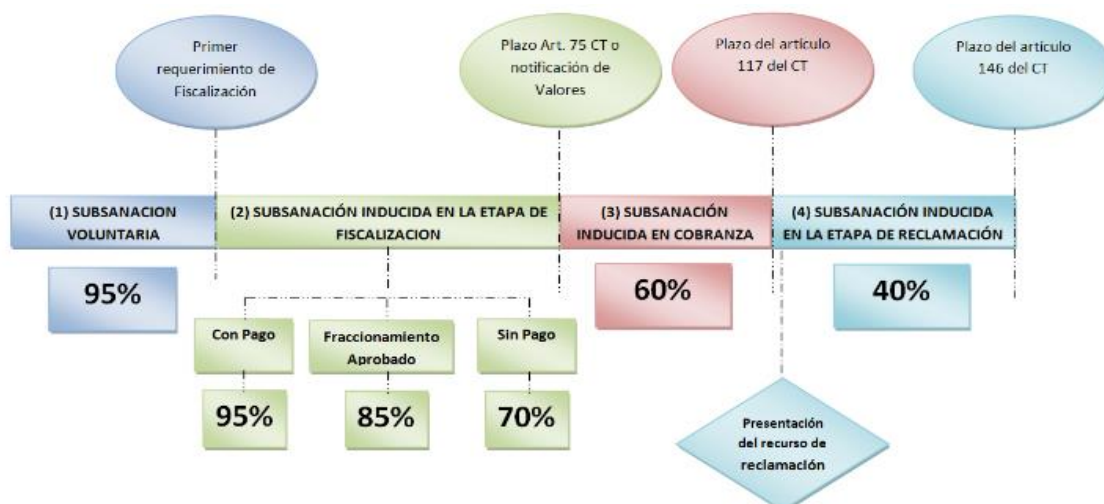 Primer
requerimiento de
Fiscalización
Plazo Art. 75 CT o
notificación de
Valores
Plazo del artículo
117 del CT
Plazo del artículo
146 del CT
(1) SUBSANACION
VOLUNTARIA
(2) SUBSANACIÓN INDUCIDA EN LA ETAPA DE
FISCALIZACION
(3) SUBSANACIÓN
INDUCIDA EN COBRANZA
(4) SUBSANACIÓN INDUCIDA
EN LA ETAPA DE RECLAMACIÓN
95%
60%
40%
Con Pago
Fraccionamiento
Aprobado
Sin Pago
95%
85%
70%
Presentación
del recurso de
reclamación